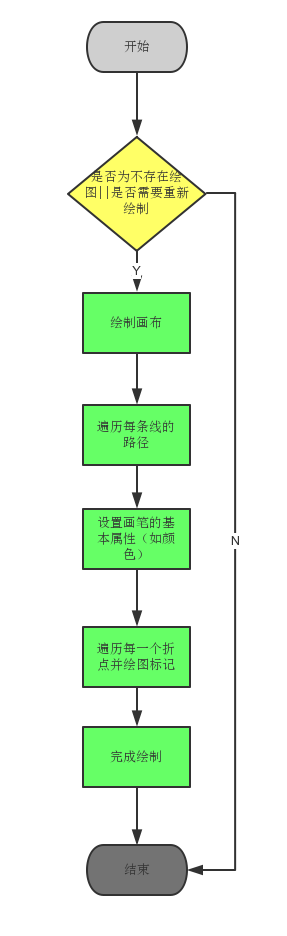 开始
是否为不存在绘
图||是否需要重新
绘制
Y,
绘制画布
遍历每条线的
路径
设置画笔的基
本属性（如颜
色）
N
遍历每一个折
点并绘图标记
完成绘制
结束